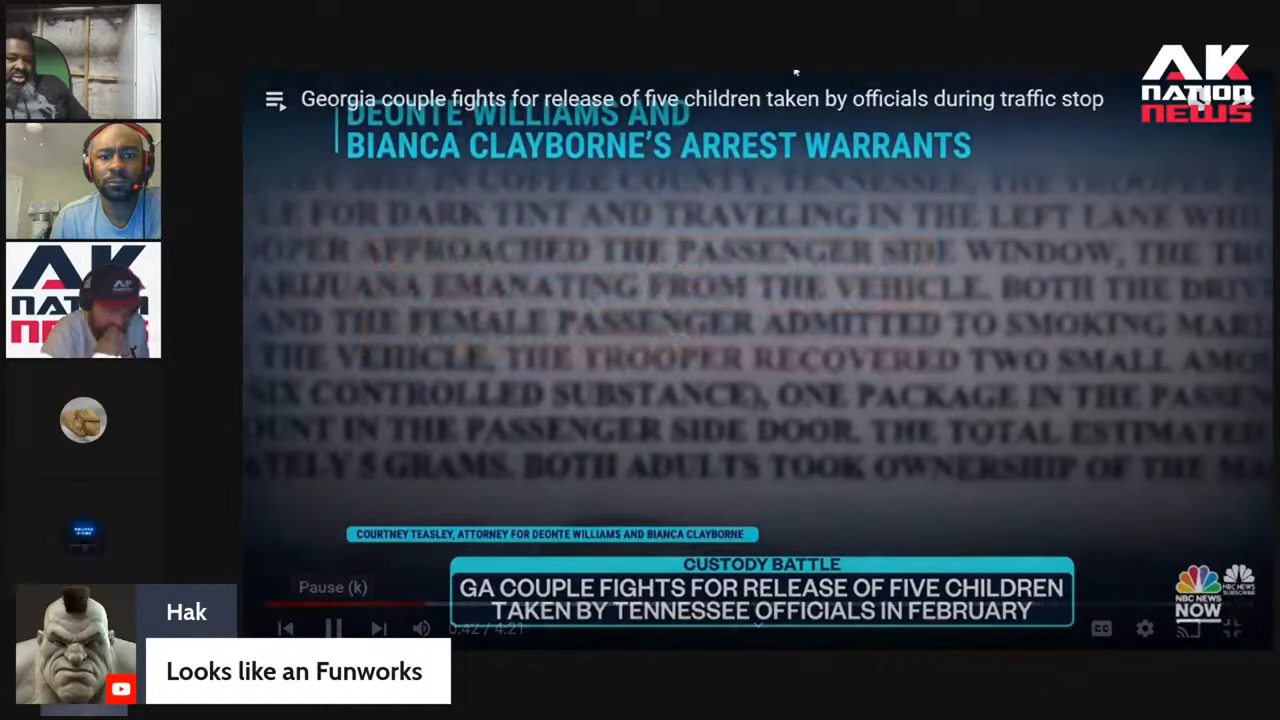 Georgia couple fights for release of five children taken by officials during traffic stop
AK
NATION
NEWS
DEONTE WILLIAMS AND
BIANCA CLAYBORNE'S ARREST WARRANTS
IN COFFEE COUNTY, TENNESSEE THE TROOPER
FOR DARK TINT AND TRAVELING IN THE LEFT LANE
APPROACHED THE PASSENGER SIDE WINDOW, THE
MARIJUANA EMANATING FROM THE VEHICLE. BOTH THE
AND THE FEMALE PASSENGER ADMITTED TO SMOKING
THE VEHICLE, THE TROOPER RECOVERED TWO SMALL
SIX CONTROLLED SUBSTANCE), ONE PACKAGE IN THE
IN THE PASSENGER SIDE DOOR. THE TOTAL ESTIMATED
5 GRAMS. BOTH ADULTS TOOK OWNERSHIP OF THE
COURTNEY TEASLEY, ATTORNEY FOR DEONTE WILLIAMS AND BIANCA CLAYBORNE
CUSTODY BATTLE
GA COUPLE FIGHTS FOR RELEASE OF FIVE CHILDREN
TAKEN BY TENNESSEE OFFICIALS IN FEBRUARY
Pause (k)
0:42 / 4:21
CC
NBC NEWS
NOW
NBC NEWS
SUBSCRIBE
AK
Hak
Looks like an Funworks